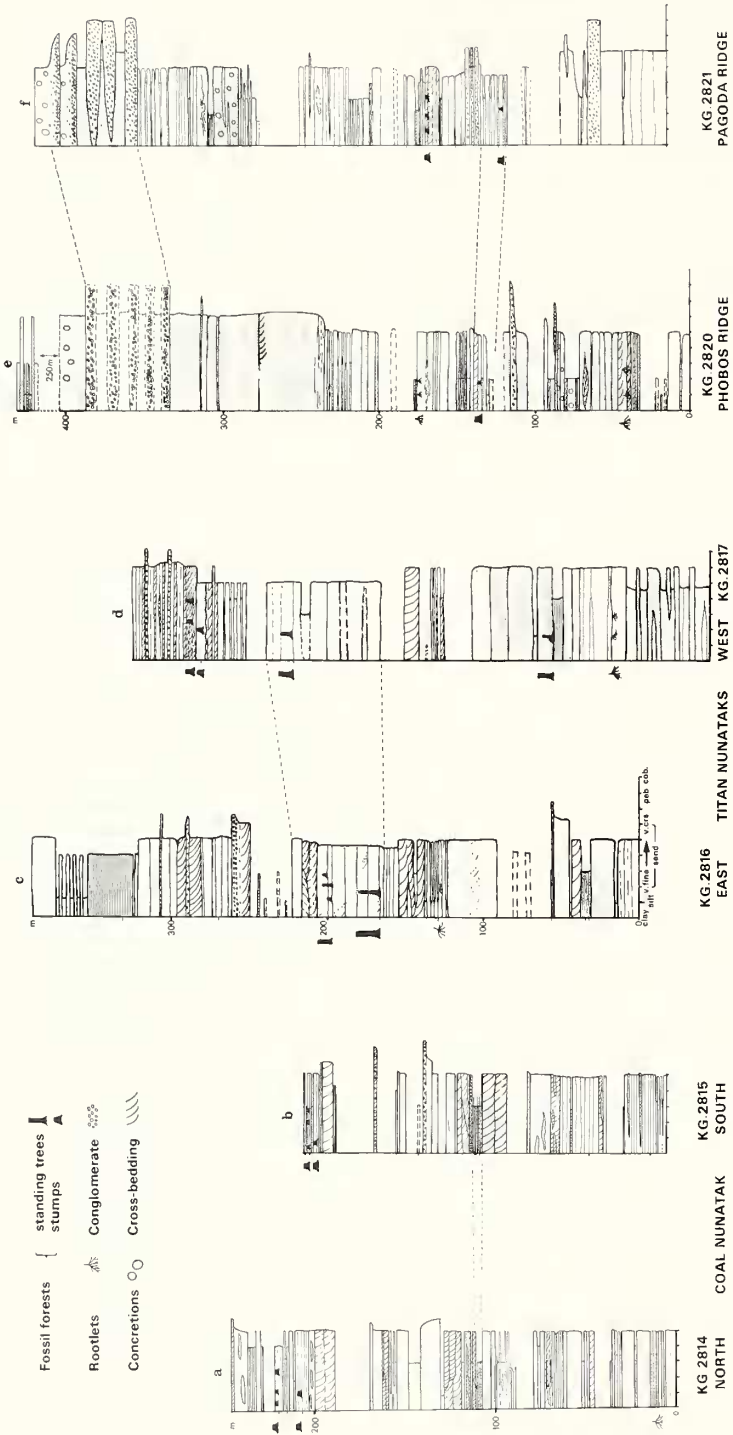 Fossil forests { standing trees
stumps
Rootlets Conglomerate
Concretions Cross-bedding
a
m
200
100
0
KG 2814
NORTH
COAL NUNATAK
b
KG.2815
SOUTH
c
m
300
200
100
0
clay silt v.fine sand v.crs peb cob.
KG.2816
EAST
TITAN NUNATAKS
d
WEST KG.2817
e
m
250m
400
300
200
100
0
KG.2820
PHOBOS RIDGE
f
KG.2821
PAGODA RIDGE